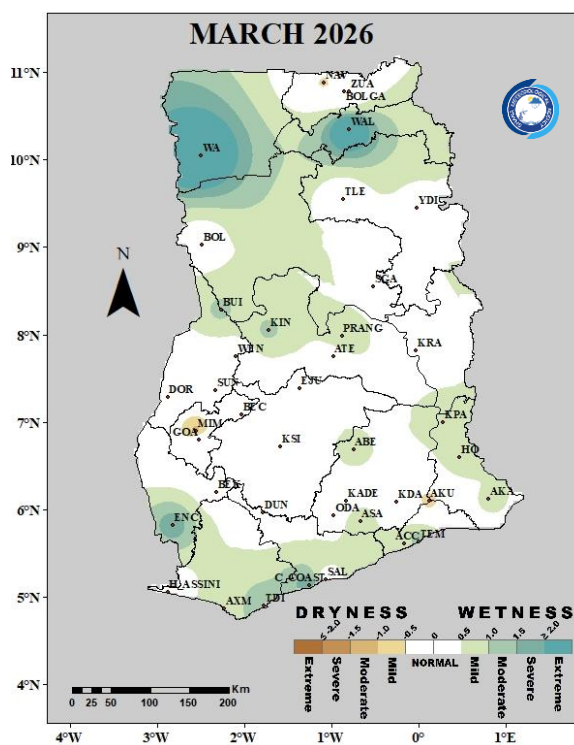 MARCH 2026
11°N
10°N
9°N
8°N
7°N
6°N
5°N
4°N
4°W
3°W
2°W
1°W
0°
1°E
N
NAV
ZUA
BOLGA
WAL
WA
TLE
YDI
BOL
SGA
BUI
KIN
PRANG
WEN
ATE
KRA
DOR
SUN
EJU
BEC
MIM
GOA
KPA
KSI
ABE
HO
BEK
DUN
KADE
ODA
ASA
KDA
AKU
AKA
ENC
ACC
TEM
C_COAST
SAL
H_ASSINI
AXM
TDI
DRYNESS WETNESS
≤ -2.0 -1.5 -1.0 -0.5 0 0.5 1.0 1.5 ≥ 2.0
Extreme Severe Moderate Mild NORMAL Mild Moderate Severe Extreme
0 25 50 100 150 200 Km